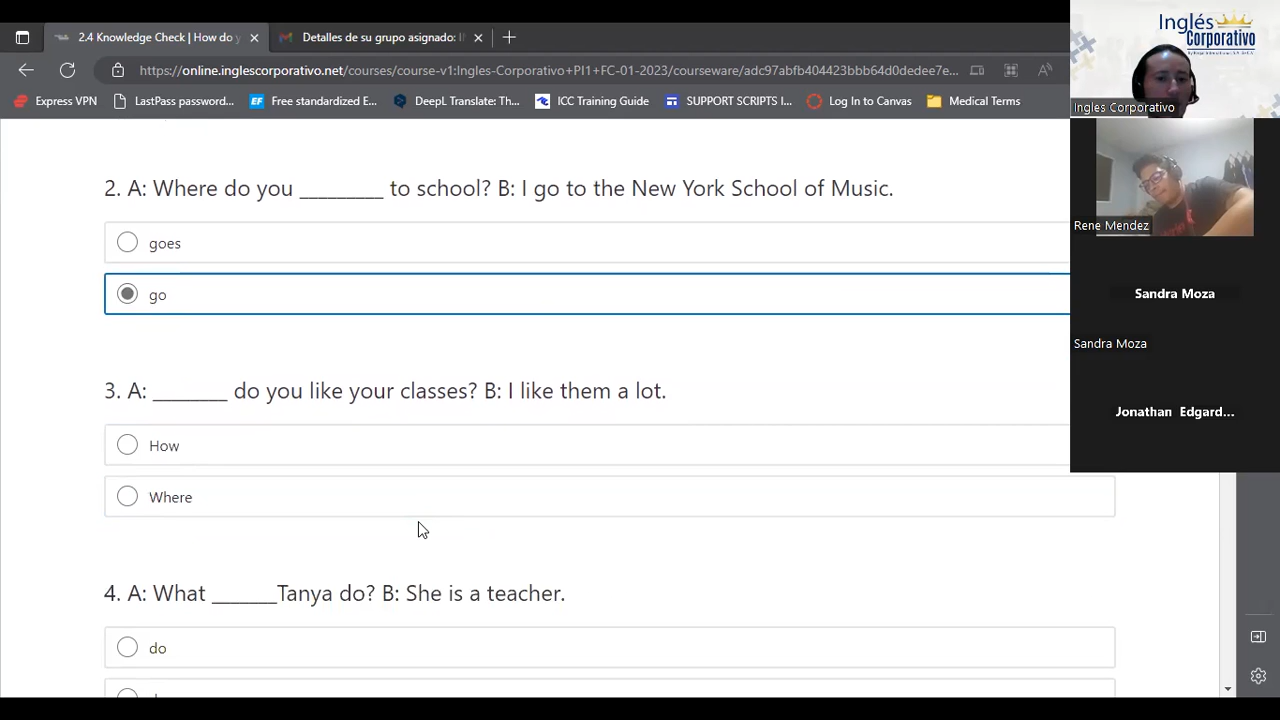 2.4 Knowledge Check | How do y
Detalles de su grupo asignado: I
https://online.inglescorporativo.net/courses/course-v1:Ingles-Corporativo+PI1+FC-01-2023/courseware/adc97abfb404423bbb64d0dedee7e...
Express VPN
LastPass password...
EF
Free standardized E...
DeepL Translate: Th...
ICC Training Guide
SUPPORT SCRIPTS I...
Log In to Canvas
Medical Terms
2. A: Where do you _________ to school? B: I go to the New York School of Music.
goes
go
3. A: ________ do you like your classes? B: I like them a lot.
How
Where
4. A: What _______Tanya do? B: She is a teacher.
do
Inglés
Corporativo
Ingles Corporativo
Rene Mendez
Sandra Moza
Sandra Moza
Jonathan Edgard...